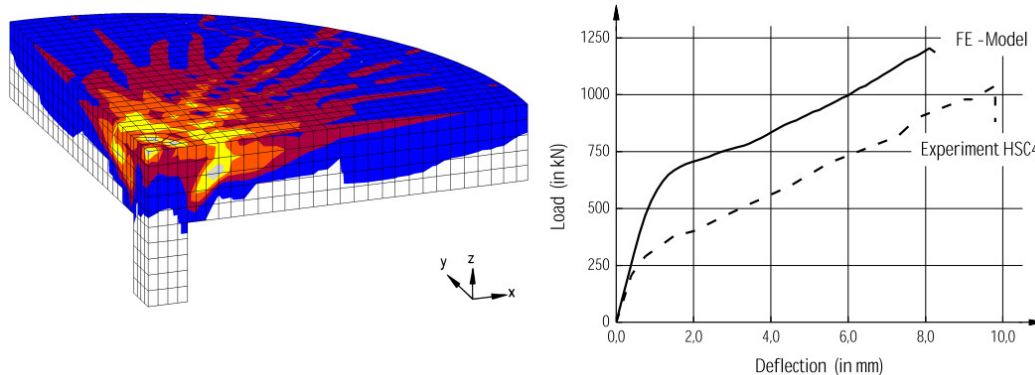 y
z
x
1250
1000
750
500
250
0
Load (in kN)
FE -Model
Experiment HSC4
0,0
2,0
4,0
6,0
8,0
10,0
Deflection (in mm)